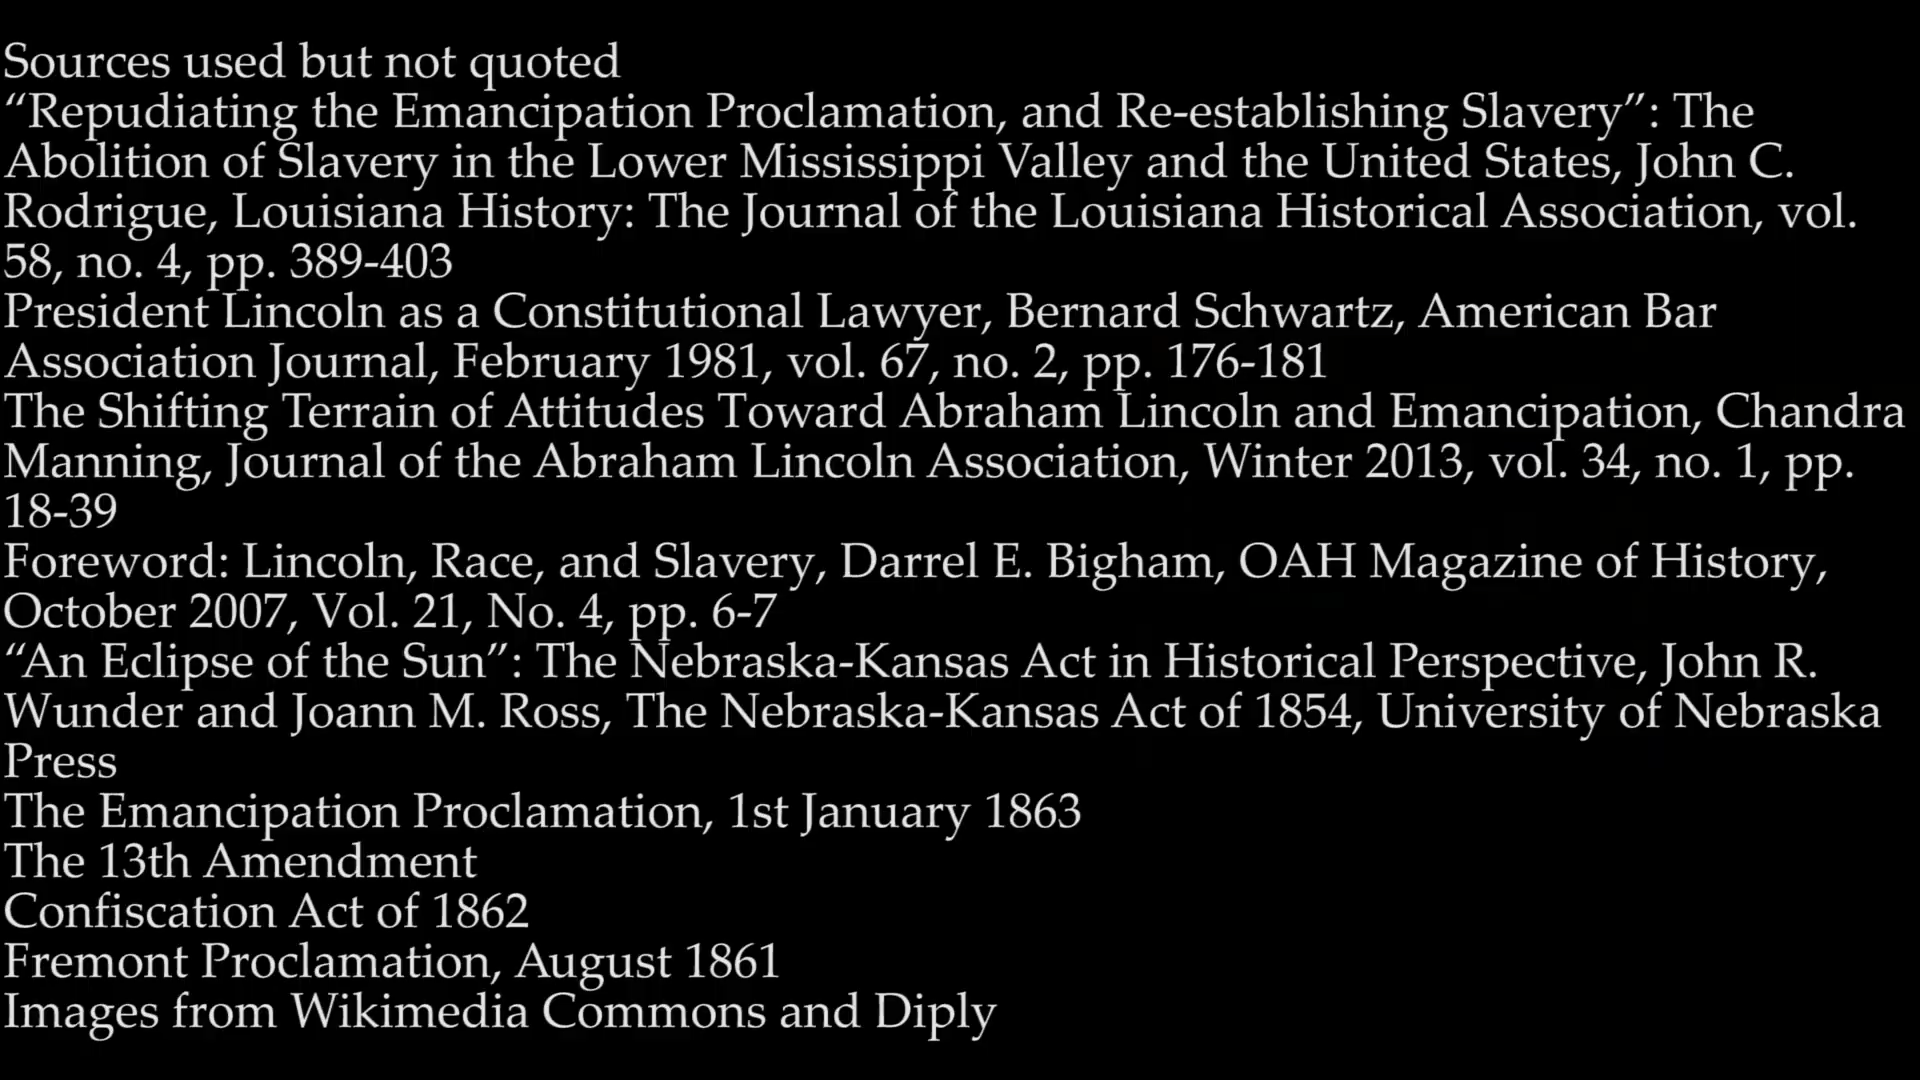 Sources used but not quoted
“Repudiating the Emancipation Proclamation, and Re-establishing Slavery”: The
Abolition of Slavery in the Lower Mississippi Valley and the United States, John C.
Rodrigue, Louisiana History: The Journal of the Louisiana Historical Association, vol.
58, no. 4, pp. 389-403
President Lincoln as a Constitutional Lawyer, Bernard Schwartz, American Bar
Association Journal, February 1981, vol. 67, no. 2, pp. 176-181
The Shifting Terrain of Attitudes Toward Abraham Lincoln and Emancipation, Chandra
Manning, Journal of the Abraham Lincoln Association, Winter 2013, vol. 34, no. 1, pp.
18-39
Foreword: Lincoln, Race, and Slavery, Darrel E. Bigham, OAH Magazine of History,
October 2007, Vol. 21, No. 4, pp. 6-7
“An Eclipse of the Sun”: The Nebraska-Kansas Act in Historical Perspective, John R.
Wunder and Joann M. Ross, The Nebraska-Kansas Act of 1854, University of Nebraska
Press
The Emancipation Proclamation, 1st January 1863
The 13th Amendment
Confiscation Act of 1862
Fremont Proclamation, August 1861
Images from Wikimedia Commons and Diply